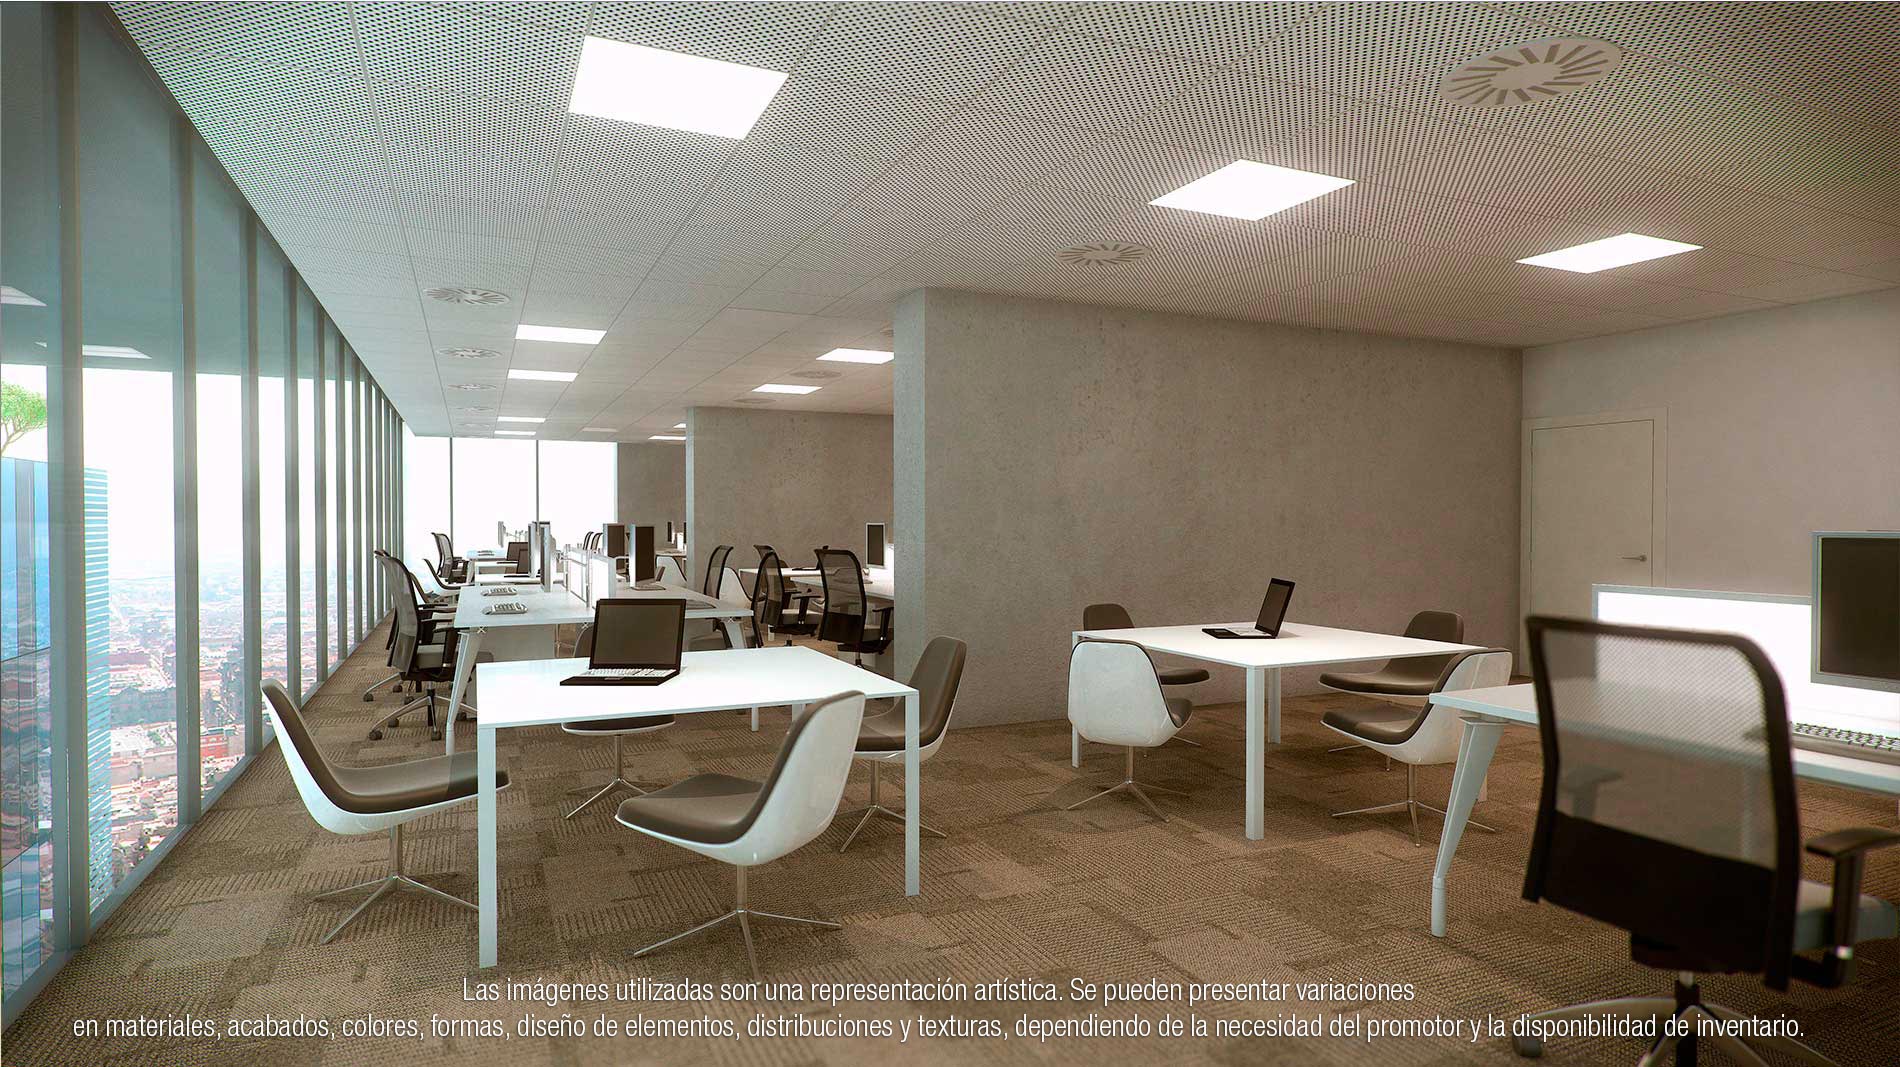 Las imágenes utilizadas son una representación artística. Se pueden presentar variaciones
en materiales, acabados, colores, formas, diseño de elementos, distribuciones y texturas, dependiendo de la necesidad del promotor y la disponibilidad de inventario.